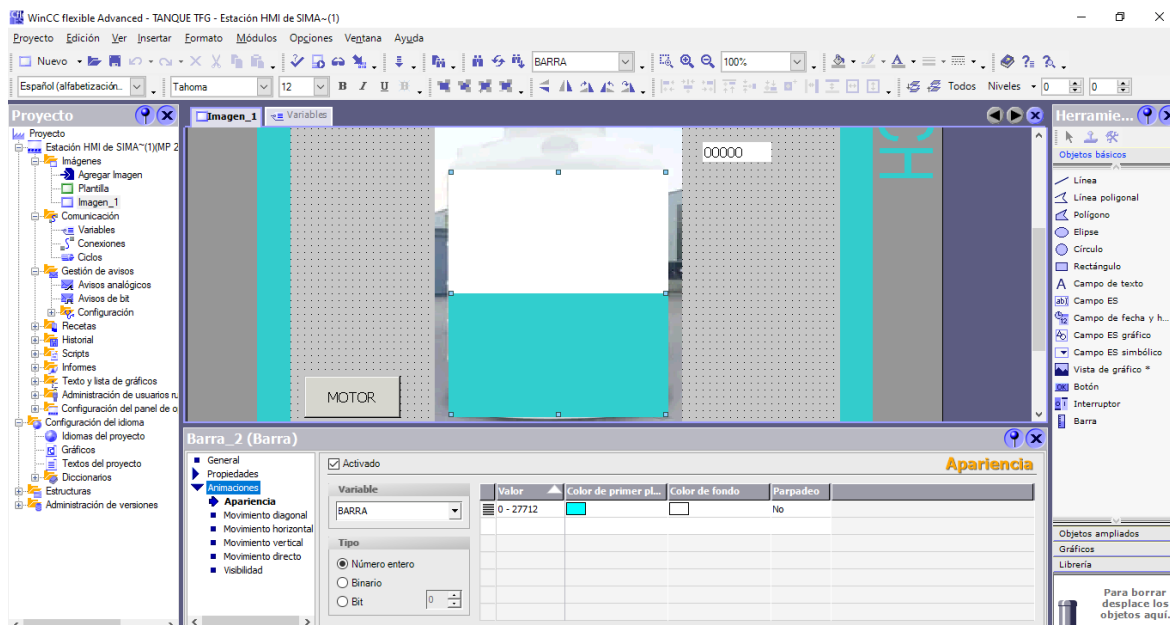 WinCC flexible Advanced - TANQUE TFG - Estación HMI de SIMA~(1)
Proyecto Edición Ver Insertar Formato Módulos Opciones Ventana Ayuda
Nuevo BARRA 100%
Español (alfabetización.. Tahoma 12 B I U Todos Niveles 0 0
Proyecto
Proyecto
Estación HMI de SIMA~(1)(MP 2
Imágenes
Agregar Imagen
Plantilla
Imagen_1
Comunicación
Variables
Conexiones
Ciclos
Gestión de avisos
Avisos analógicos
Avisos de bit
Configuración
Recetas
Historial
Scripts
Informes
Texto y lista de gráficos
Administración de usuarios ru
Configuración del panel de o
Configuración del idioma
Idiomas del proyecto
Gráficos
Textos del proyecto
Diccionarios
Estructuras
Administración de versiones
Imagen_1 Variables
00000
MOTOR
Barra_2 (Barra)
General
Propiedades
Animaciones
Apariencia
Movimiento diagonal
Movimiento horizontal
Movimiento vertical
Movimiento directo
Visibilidad
Activado
Apariencia
Variable
BARRA
Tipo
Número entero
Binario
Bit 0
Valor Color de primer pl... Color de fondo Parpadeo
0 - 27712 No
Herramie...
Objetos básicos
Línea
Línea poligonal
Polígono
Elipse
Círculo
Rectángulo
Campo de texto
Campo ES
Campo de fecha y h...
Campo ES gráfico
Campo ES simbólico
Vista de gráfico *
Botón
Interruptor
Barra
Objetos ampliados
Gráficos
Librería
Para borrar
desplace los
objetos aquí.